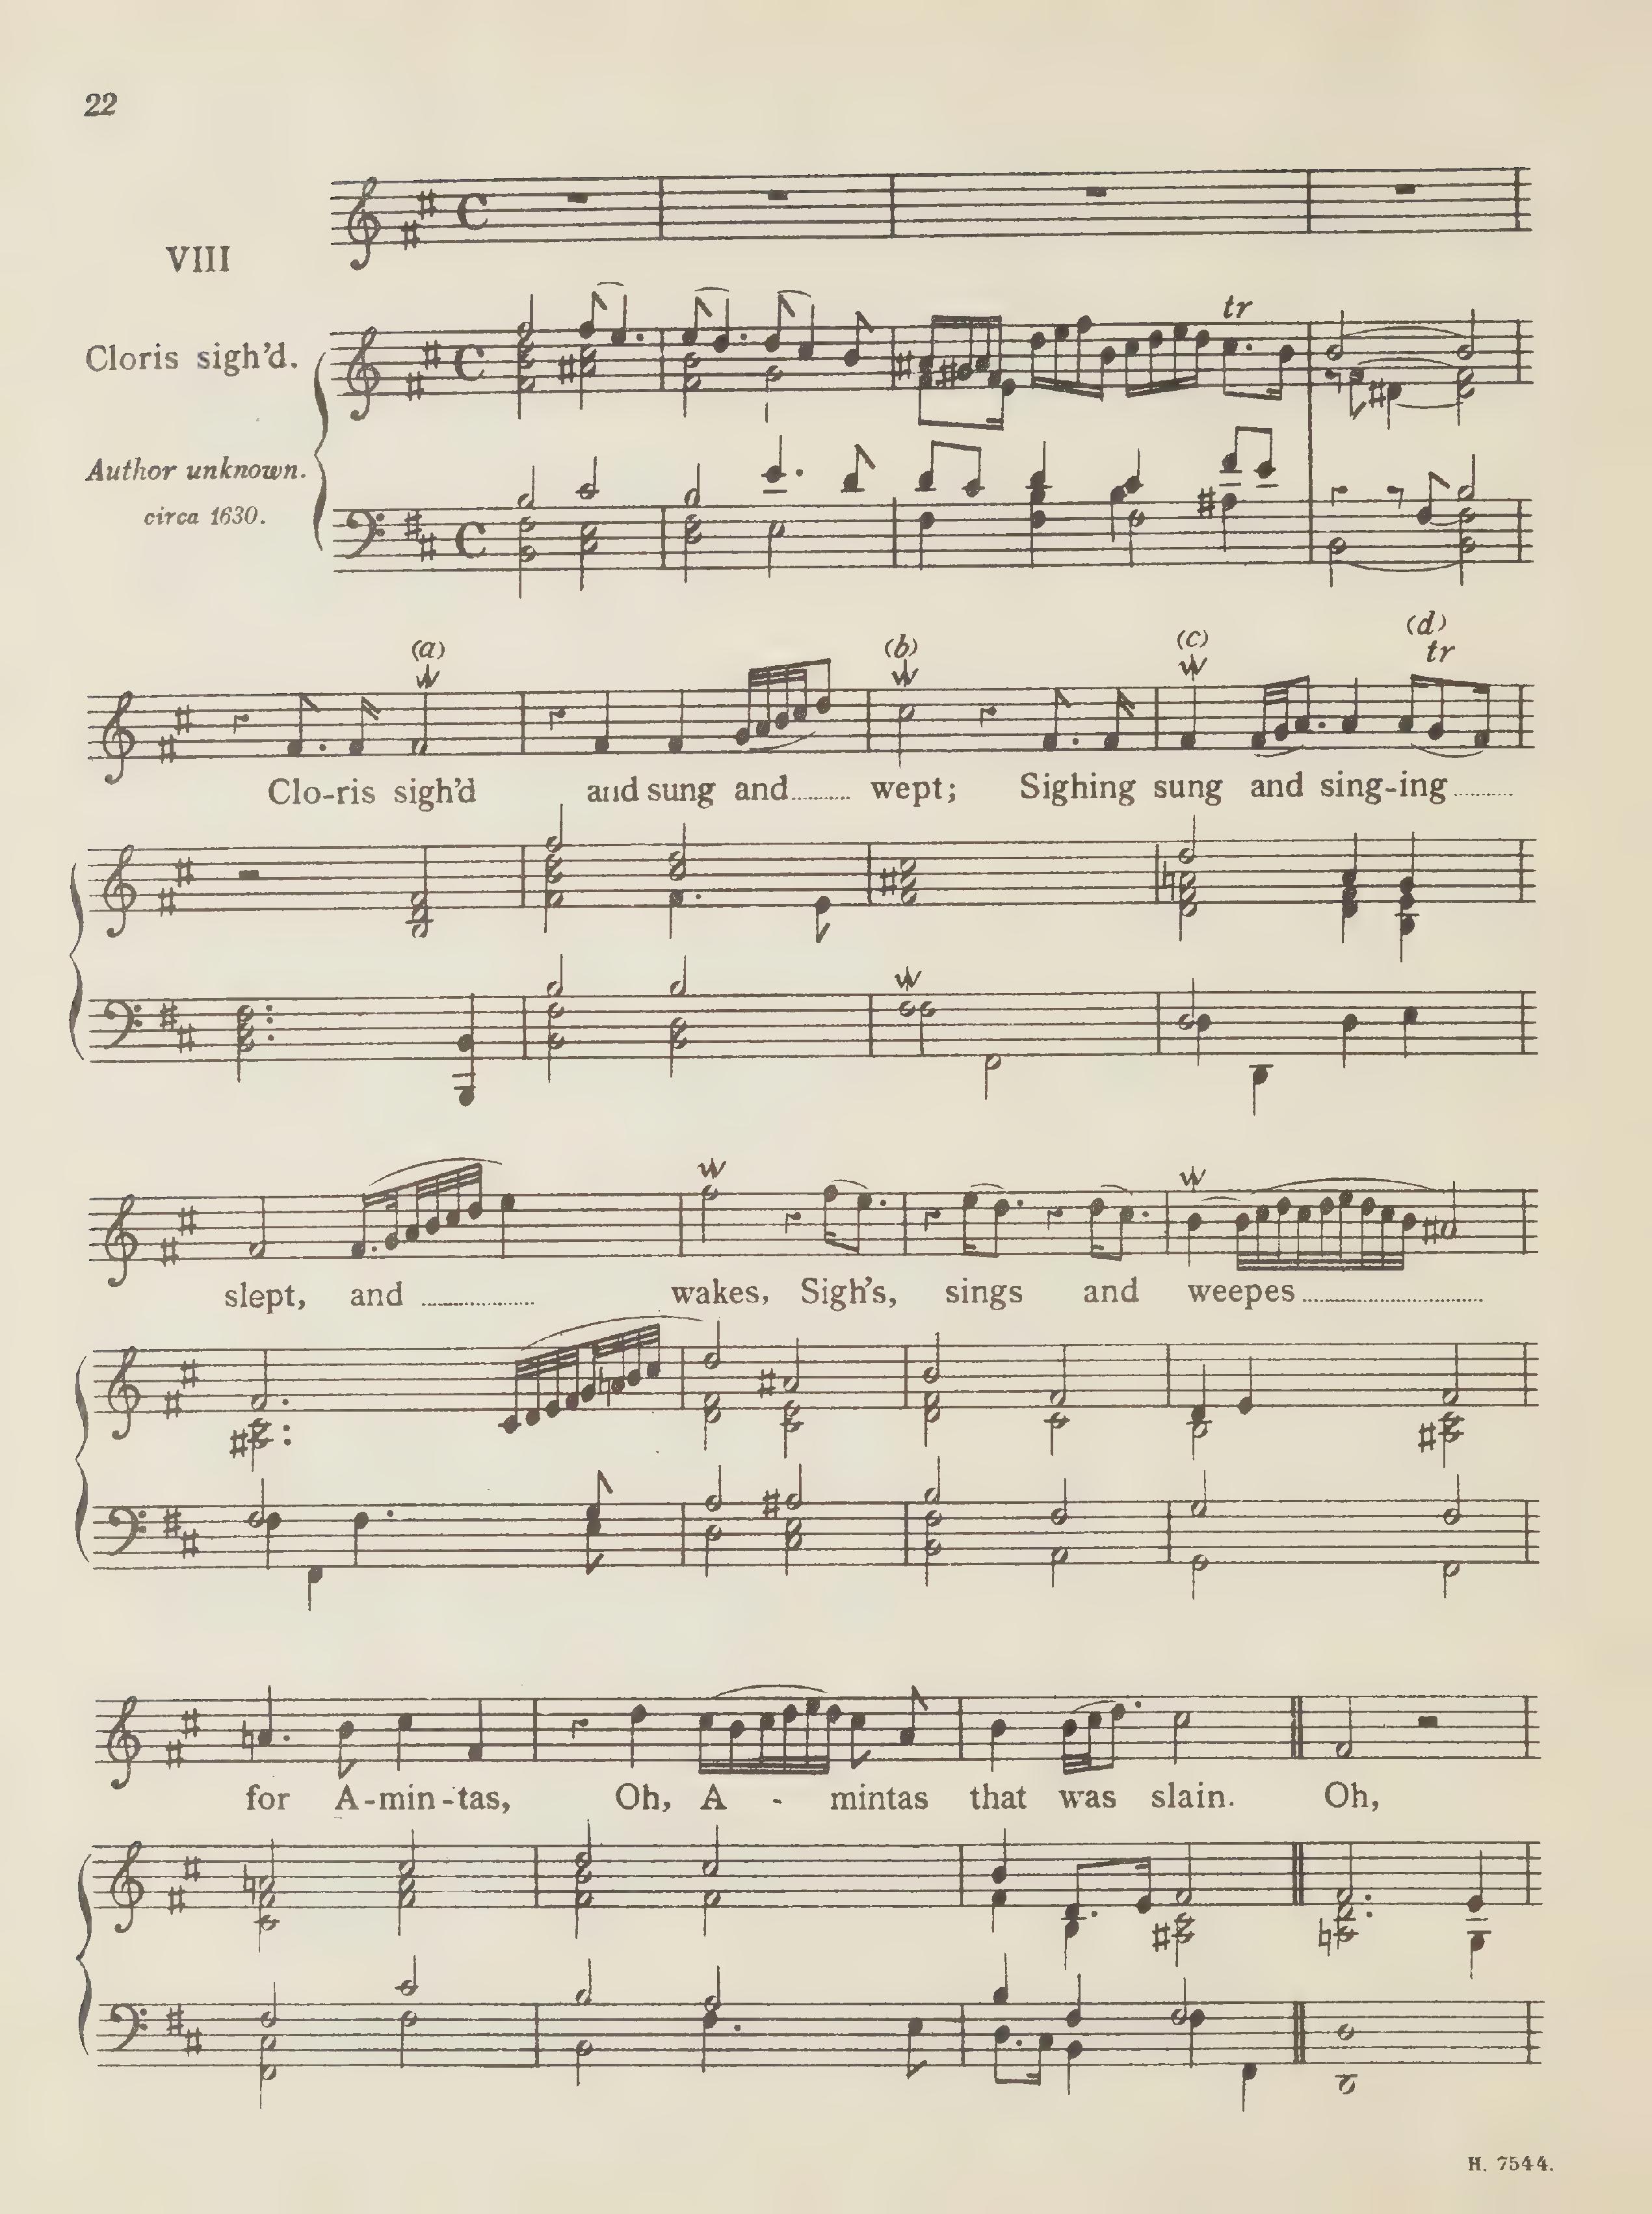 22
VIII
Cloris sigh'd.
tr
Author unknown.
circa 1630.
(a) (b) (c) (d)
tr
Clo-ris sigh'd and sung and......... wept; Sighing sung and sing-ing.........
slept, and ................ wakes, Sigh's, sings and weepes..........................
for A-min-tas, Oh, A - mintas that was slain. Oh,
H. 7544.